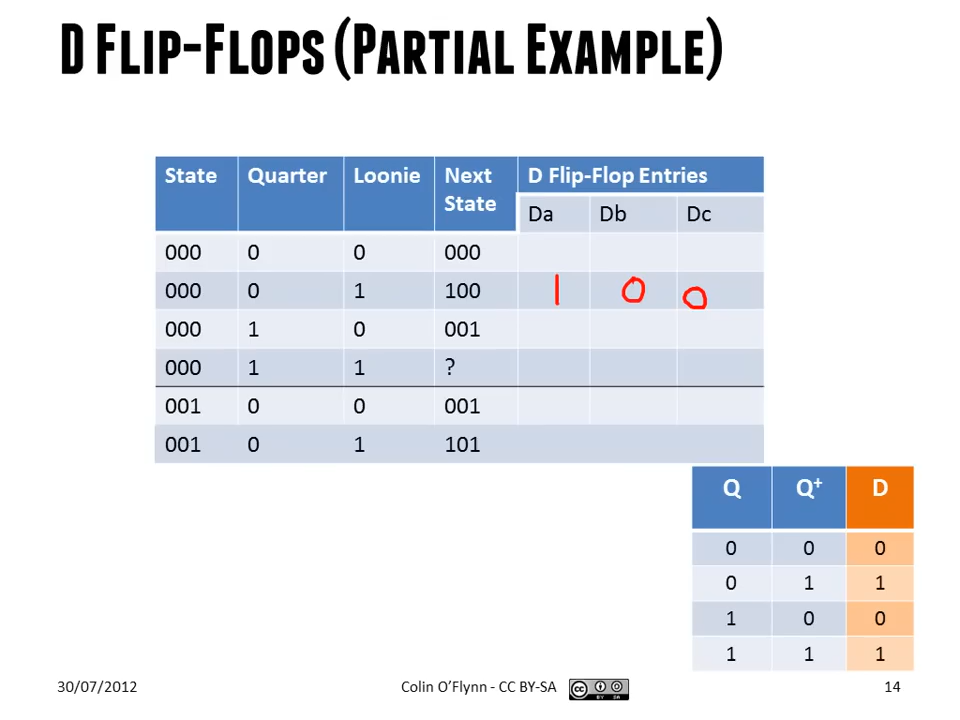 D Flip-Flops (Partial Example)
State Quarter Loonie Next State D Flip-Flop Entries
Da Db Dc
000 0 0 000
000 0 1 100 1 0 0
000 1 0 001
000 1 1 ?
001 0 0 001
001 0 1 101
Q Q+ D
0 0 0
0 1 1
1 0 0
1 1 1
30/07/2012 Colin O'Flynn - CC BY-SA cc BY SA 14